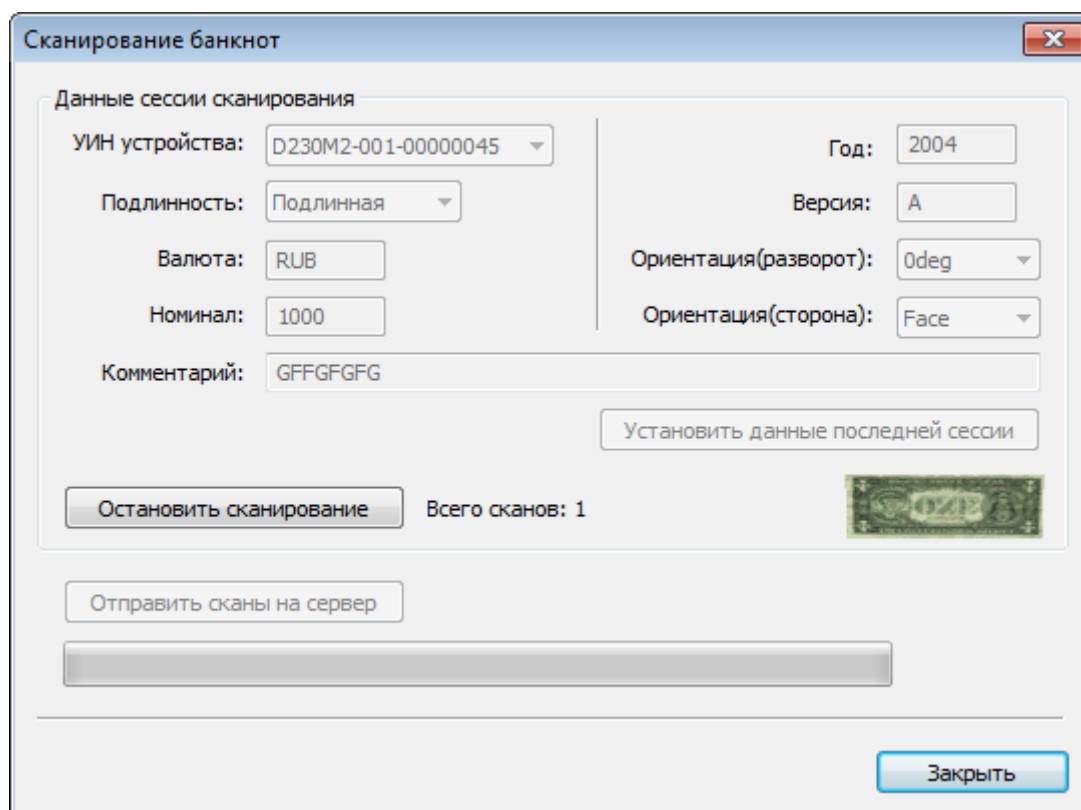 Сканирование банкнот
Данные сессии сканирования
УИН устройства: D230M2-001-00000045
Подлинность: Подлинная
Валюта: RUB
Номинал: 1000
Год: 2004
Версия: A
Ориентация(разворот): 0deg
Ориентация(сторона): Face
Комментарий: GFFGFGFG
Установить данные последней сессии
Остановить сканирование Всего сканов: 1
ONE
Отправить сканы на сервер
Закрыть